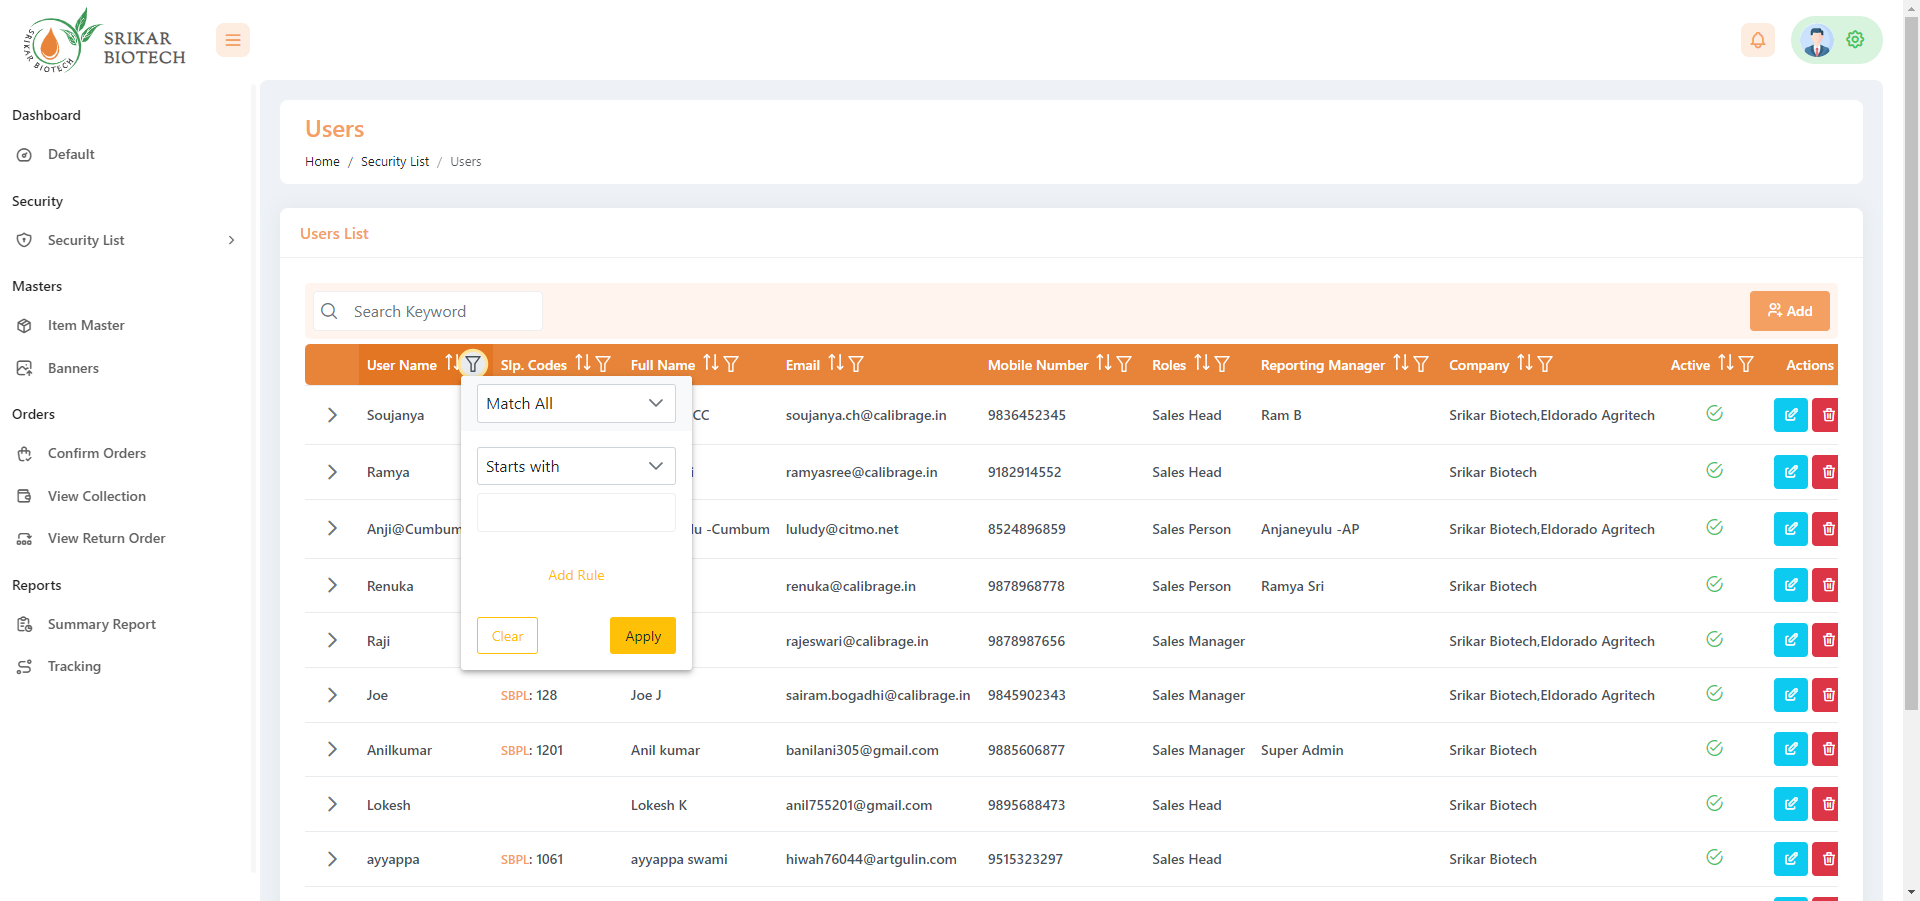 SRIKAR BIOTECH
SRIKAR
BIOTECH
Dashboard
Default
Security
Security List
Masters
Item Master
Banners
Orders
Confirm Orders
View Collection
View Return Order
Reports
Summary Report
Tracking
Users
Home / Security List / Users
Users List
Search Keyword
Add
User Name Slp. Codes Full Name Email Mobile Number Roles Reporting Manager Company Active Actions
Match All
Starts with
Add Rule
Clear Apply
Soujanya CC soujanya.ch@calibrage.in 9836452345 Sales Head Ram B Srikar Biotech,Eldorado Agritech
Ramya i ramyasree@calibrage.in 9182914552 Sales Head Srikar Biotech
Anji@Cumbum lu -Cumbum luludy@citmo.net 8524896859 Sales Person Anjaneyulu -AP Srikar Biotech,Eldorado Agritech
Renuka renuka@calibrage.in 9878968778 Sales Person Ramya Sri Srikar Biotech
Raji rajeswari@calibrage.in 9878987656 Sales Manager Srikar Biotech,Eldorado Agritech
Joe SBPL: 128 Joe J sairam.bogadhi@calibrage.in 9845902343 Sales Manager Srikar Biotech,Eldorado Agritech
Anilkumar SBPL: 1201 Anil kumar banilani305@gmail.com 9885606877 Sales Manager Super Admin Srikar Biotech
Lokesh Lokesh K anil755201@gmail.com 9895688473 Sales Head Srikar Biotech
ayyappa SBPL: 1061 ayyappa swami hiwah76044@artgulin.com 9515323297 Sales Head Srikar Biotech